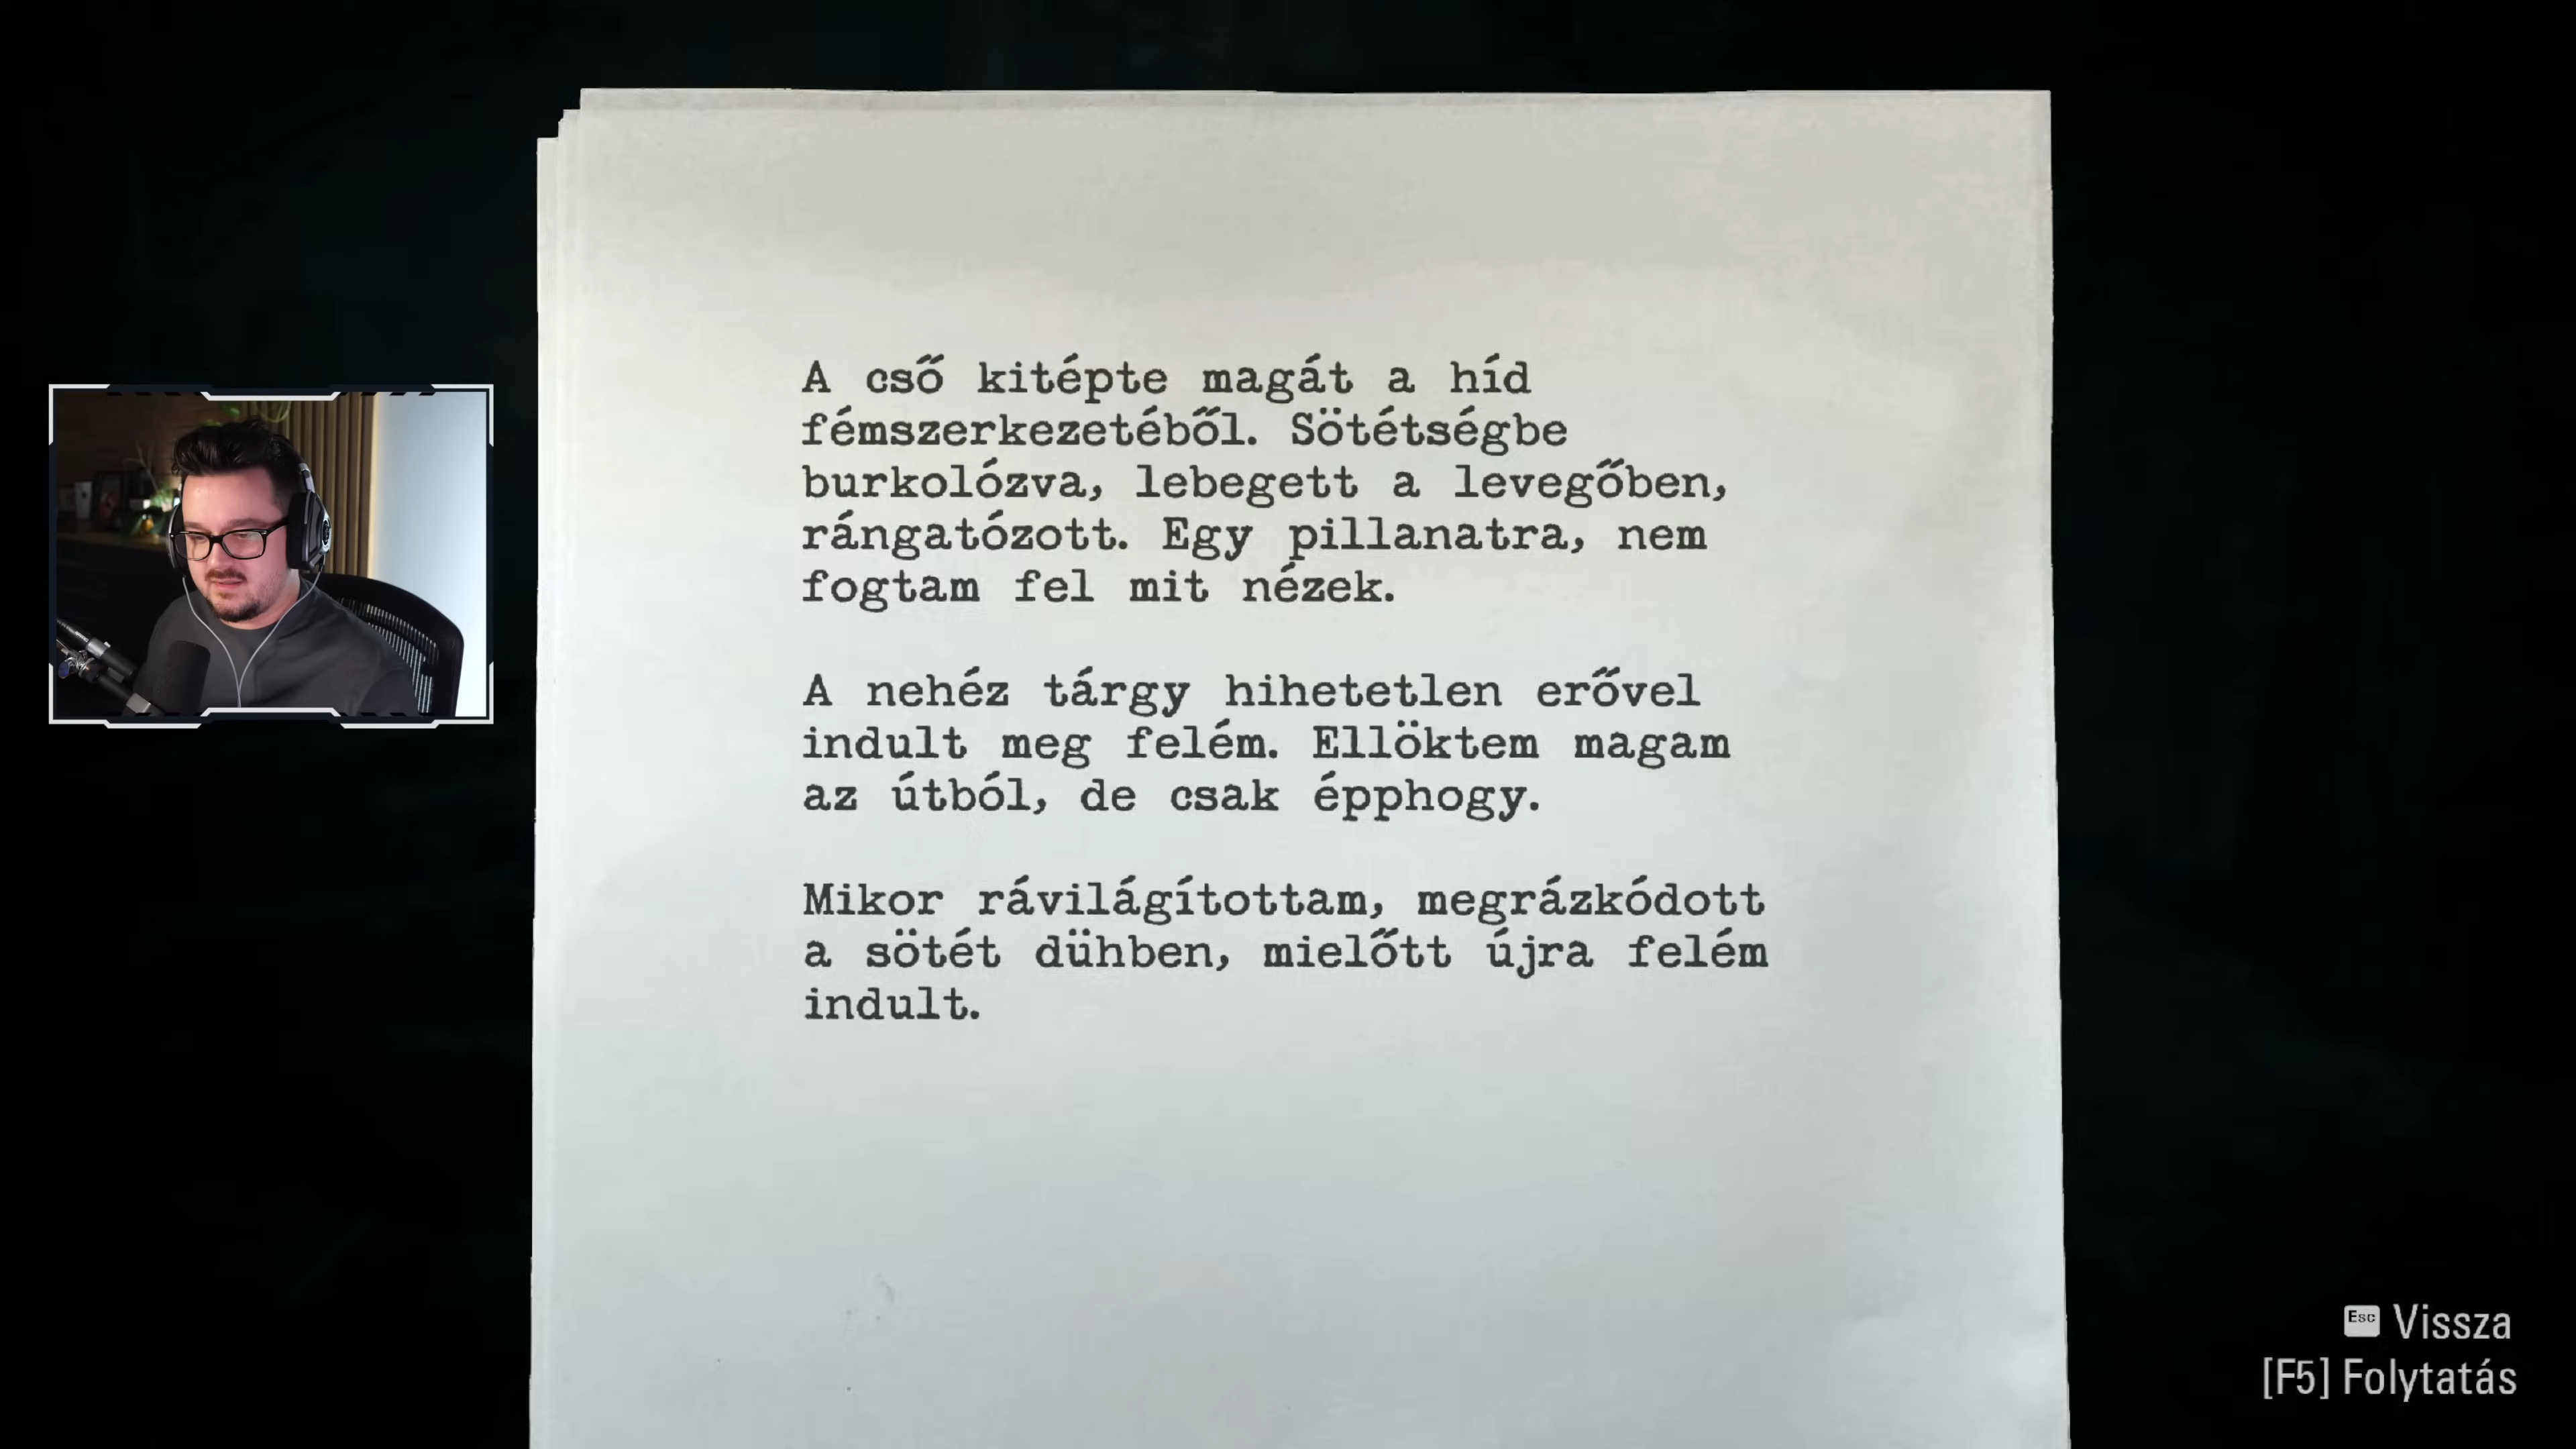 A cső kitépte magát a híd
fémszerkezetéből. Sötétségbe
burkolózva, lebegett a levegőben,
rángatózott. Egy pillanatra, nem
fogtam fel mit nézek.
A nehéz tárgy hihetetlen erővel
indult meg felém. Ellöktem magam
az útból, de csak épphogy.
Mikor rávilágítottam, megrázkódott
a sötét dühben, mielőtt újra felém
indult.
Esc Vissza
[F5] Folytatás